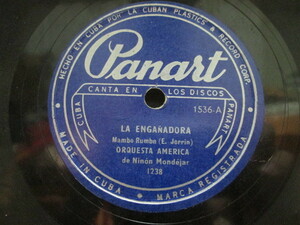 HECHO EN CUBA POR LA CUBAN PLASTICS & RECORD CORP.
Panart
CANTA EN LOS DISCOS
CUBA
PANART
1536-A
LA ENGAÑADORA
Mambo Rumba (E. Jorrin)
ORQUESTA AMERICA
de Ninón Mondéjar
1238
MADE IN CUBA
MARCA REGISTRADA